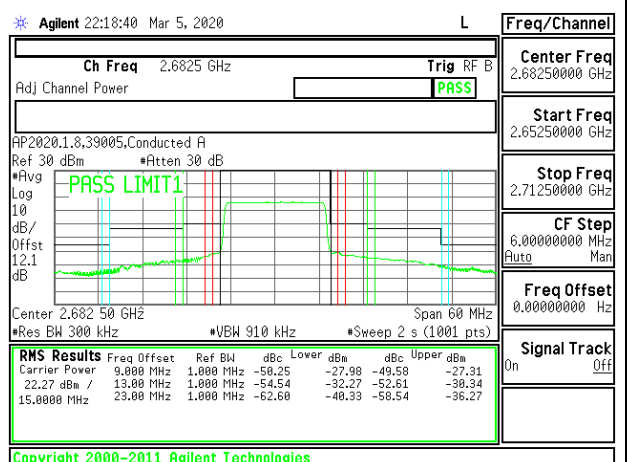 Agilent 22:18:40 Mar 5, 2020 L
Freq/Channel
Ch Freq 2.6825 GHz Trig RF B
Adj Channel Power PASS
AP2020.1.8,39005,Conducted A
Ref 30 dBm #Atten 30 dB
#Avg
Log
10
dB/
Offst
12.1
dB
PASS LIMIT1
Center 2.682 50 GHz Span 60 MHz
#Res BW 300 kHz #VBW 910 kHz #Sweep 2 s (1001 pts)
RMS Results Freq Offset Ref BW dBc Lower dBm dBc Upper dBm
Carrier Power 9.000 MHz 1.000 MHz -50.25 -27.98 -49.58 -27.31
22.27 dBm / 13.00 MHz 1.000 MHz -54.54 -32.27 -52.61 -30.34
15.0000 MHz 23.00 MHz 1.000 MHz -62.60 -40.33 -58.54 -36.27
Copyright 2000-2011 Agilent Technologies
Center Freq
2.68250000 GHz
Start Freq
2.65250000 GHz
Stop Freq
2.71250000 GHz
CF Step
6.00000000 MHz
Auto Man
Freq Offset
0.00000000 Hz
Signal Track
On Off